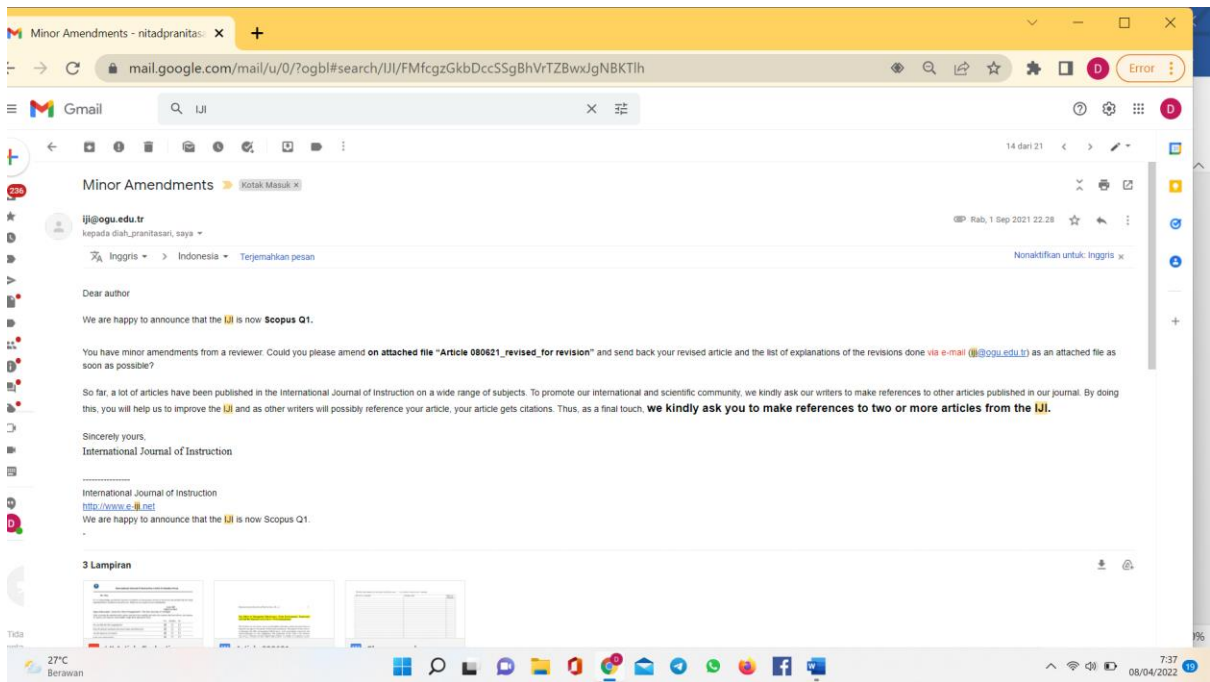 Minor Amendments - nitadpranitasa
mail.google.com/mail/u/0/?ogbl#search/IJI/FMfcgzGkbDccSSgBhVrTZBwxJgNBKTlh
D
Error
Gmail
IJI
D
14 dari 21
236
Minor Amendments
Kotak Masuk ×
iji@ogu.edu.tr
Rab, 1 Sep 2021 22.28
kepada diah_pranitasari, saya
Inggris > Indonesia Terjemahkan pesan
Nonaktifkan untuk: Inggris ×
Dear author
We are happy to announce that the IJI is now Scopus Q1.
You have minor amendments from a reviewer. Could you please amend on attached file "Article 080621_revised_for revision" and send back your revised article and the list of explanations of the revisions done via e-mail (iji@ogu.edu.tr) as an attached file as
soon as possible?
So far, a lot of articles have been published in the International Journal of Instruction on a wide range of subjects. To promote our international and scientific community, we kindly ask our writers to make references to other articles published in our journal. By doing
this, you will help us to improve the IJI and as other writers will possibly reference your article, your article gets citations. Thus, as a final touch, we kindly ask you to make references to two or more articles from the IJI.
Sincerely yours,
International Journal of Instruction
----------------
International Journal of Instruction
http://www.e-iji.net
We are happy to announce that the IJI is now Scopus Q1.
-
D
3 Lampiran
Tida
9%
27°C
Berawan
7:37
08/04/2022
19